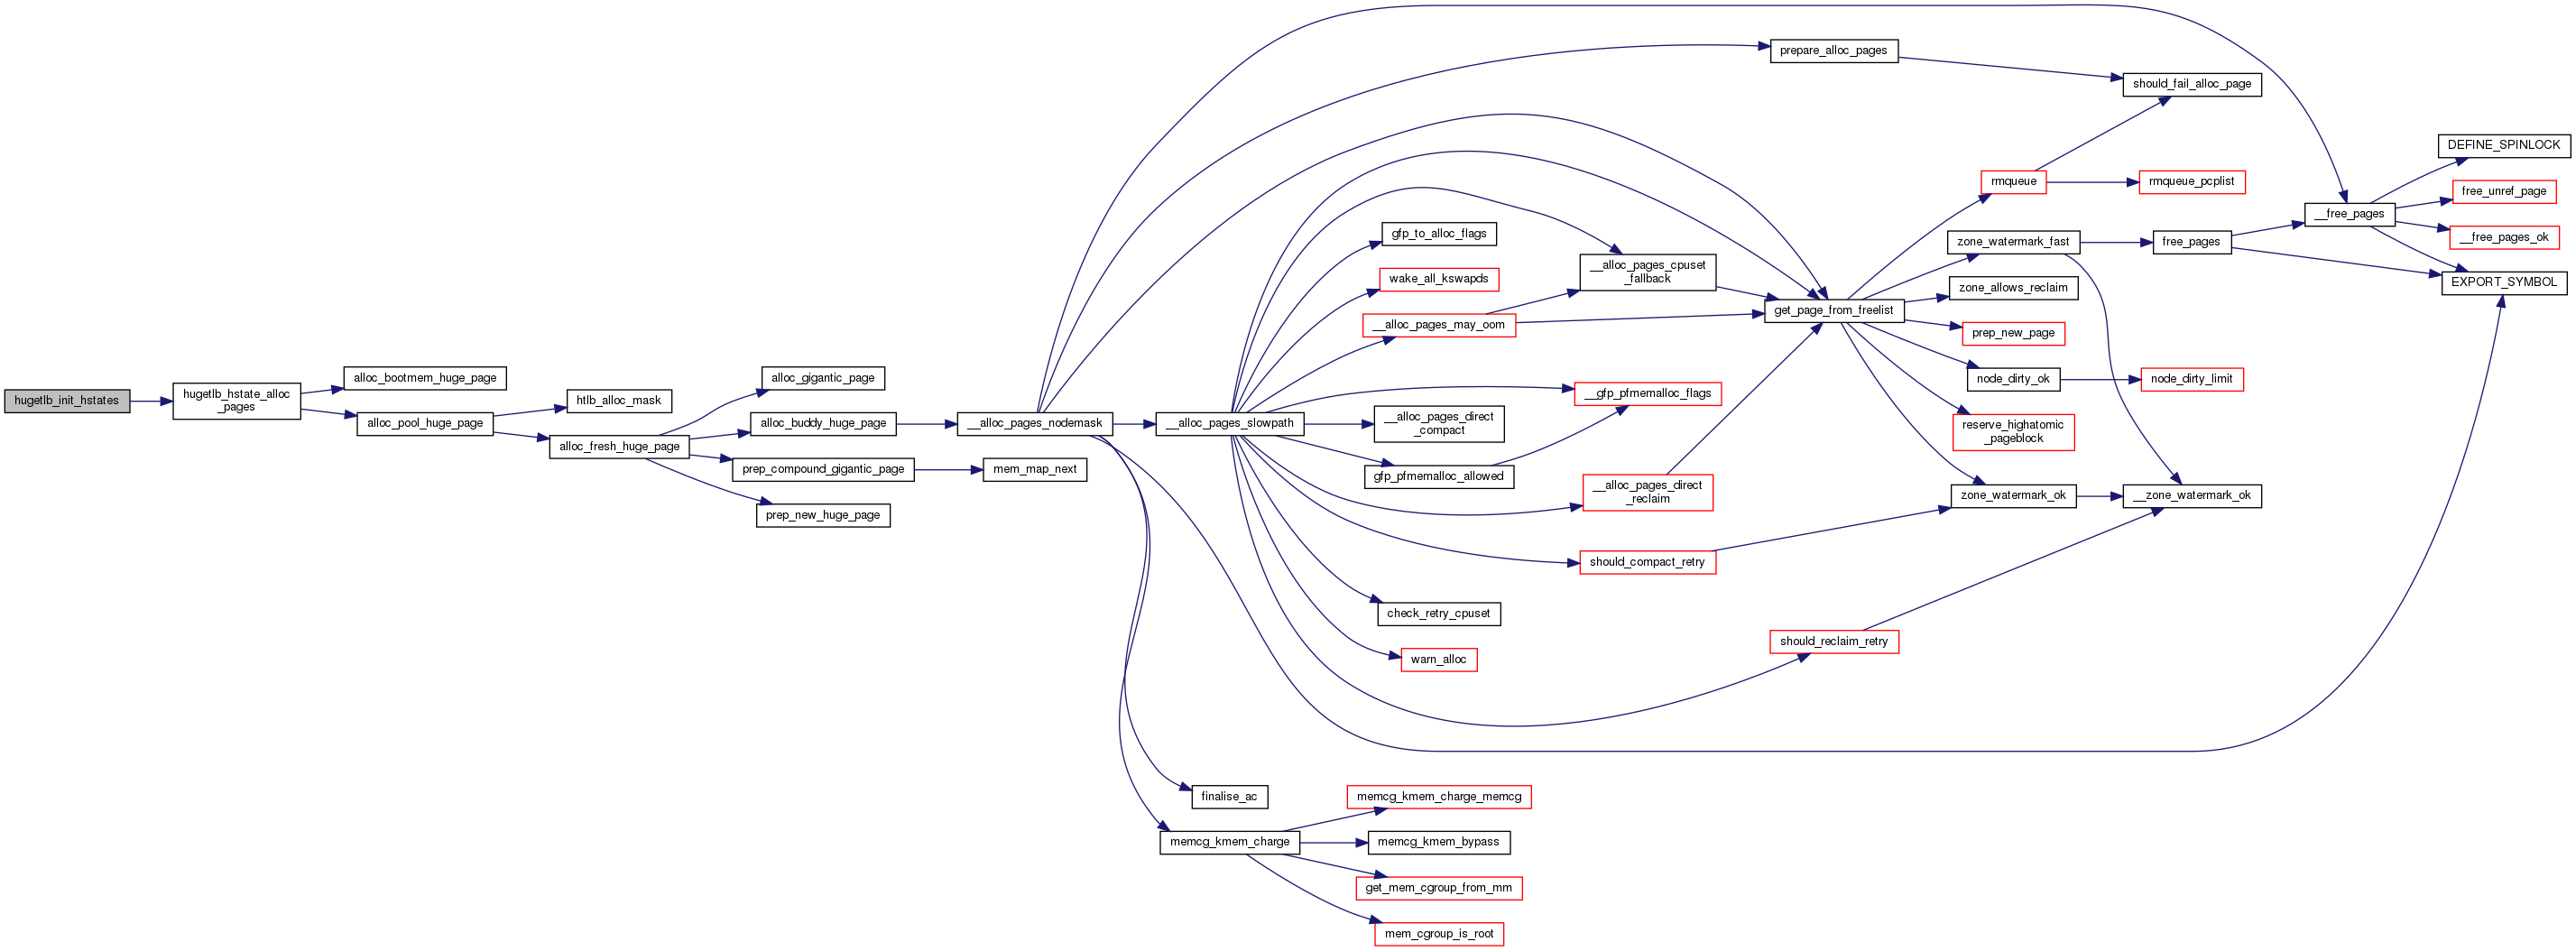 hugetlb_init_hstates
hugetlb_hstate_alloc
_pages
alloc_bootmem_huge_page
alloc_pool_huge_page
htlb_alloc_mask
alloc_fresh_huge_page
alloc_gigantic_page
alloc_buddy_huge_page
prep_compound_gigantic_page
prep_new_huge_page
mem_map_next
__alloc_pages_nodemask
__alloc_pages_slowpath
finalise_ac
memcg_kmem_charge
gfp_to_alloc_flags
wake_all_kswapds
__alloc_pages_may_oom
__alloc_pages_direct
_compact
gfp_pfmemalloc_allowed
check_retry_cpuset
warn_alloc
memcg_kmem_charge_memcg
memcg_kmem_bypass
get_mem_cgroup_from_mm
mem_cgroup_is_root
__alloc_pages_cpuset
_fallback
__gfp_pfmemalloc_flags
__alloc_pages_direct
_reclaim
should_compact_retry
prepare_alloc_pages
get_page_from_freelist
should_reclaim_retry
rmqueue
zone_watermark_fast
zone_allows_reclaim
prep_new_page
node_dirty_ok
reserve_highatomic
_pageblock
zone_watermark_ok
should_fail_alloc_page
rmqueue_pcplist
free_pages
node_dirty_limit
__zone_watermark_ok
__free_pages
DEFINE_SPINLOCK
free_unref_page
__free_pages_ok
EXPORT_SYMBOL